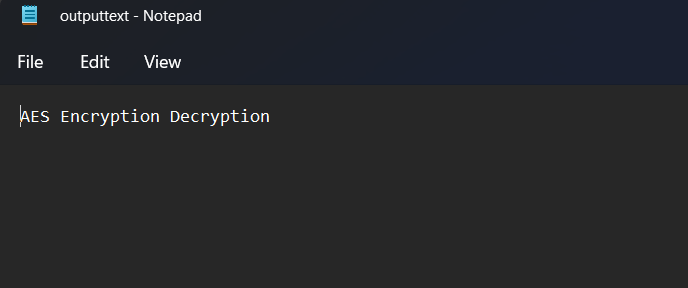 outputtext - Notepad
File Edit View
AES Encryption Decryption